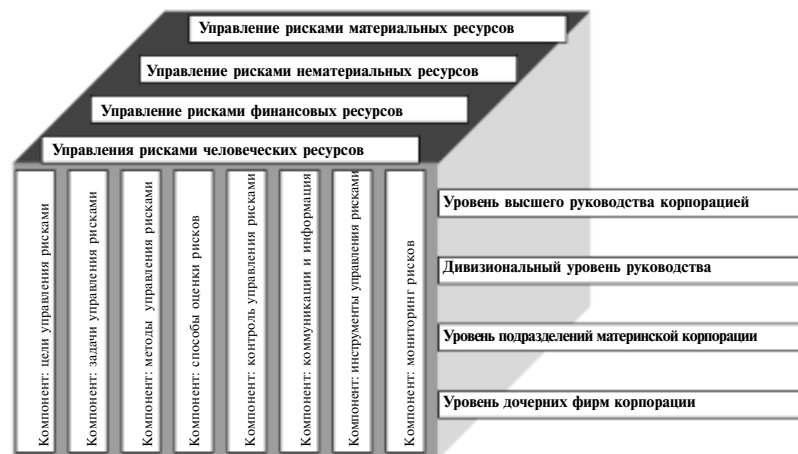 Управление рисками материальных ресурсов
Управление рисками нематериальных ресурсов
Управление рисками финансовых ресурсов
Управления рисками человеческих ресурсов
Компонент: цели управления рисками
Компонент: задачи управления рисками
Компонент: методы управления рисками
Компонент: способы оценки рисков
Компонент: контроль управления рисками
Компонент: коммуникации и информация
Компонент: инструменты управления рисками
Компонент: мониторинг рисков
Уровень высшего руководства корпорацией
Дивизиональный уровень руководства
Уровень подразделений материнской корпорации
Уровень дочерних фирм корпорации